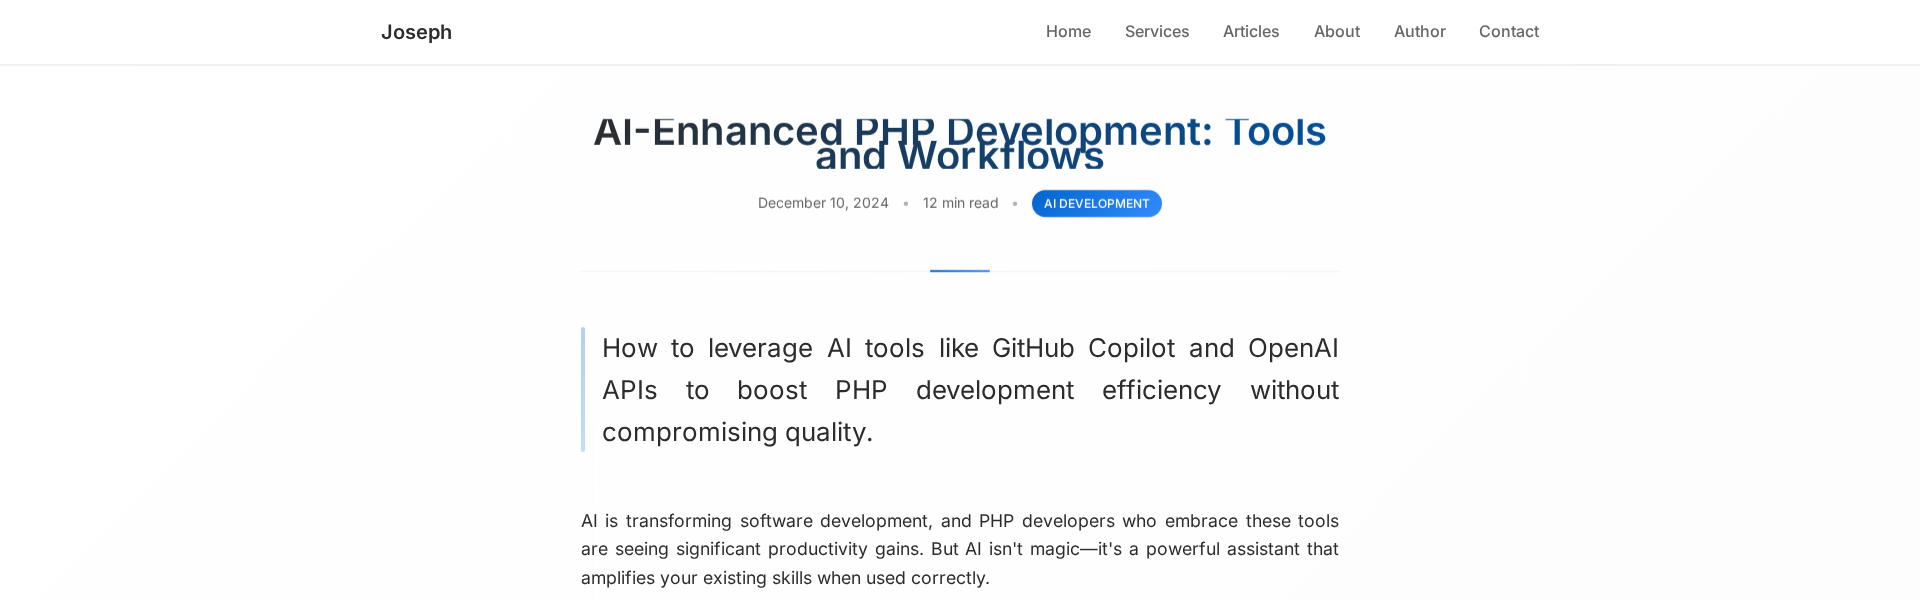 Joseph
Home Services Articles About Author Contact
AI-Enhanced PHP Development: Tools
and Workflows
December 10, 2024 • 12 min read • AI DEVELOPMENT
How to leverage AI tools like GitHub Copilot and OpenAI
APIs to boost PHP development efficiency without
compromising quality.
AI is transforming software development, and PHP developers who embrace these tools
are seeing significant productivity gains. But AI isn't magic—it's a powerful assistant that
amplifies your existing skills when used correctly.